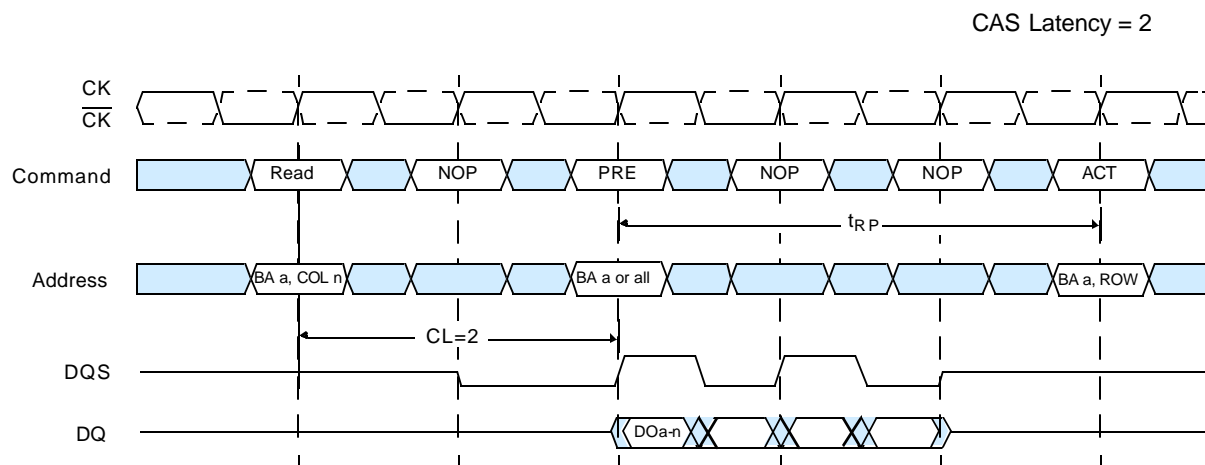 CAS Latency = 2
CK
CK
Command
Read
NOP
PRE
NOP
NOP
ACT
tRP
Address
BA a, COL n
BA a or all
BA a, ROW
CL=2
DQS
DQ
DOa-n